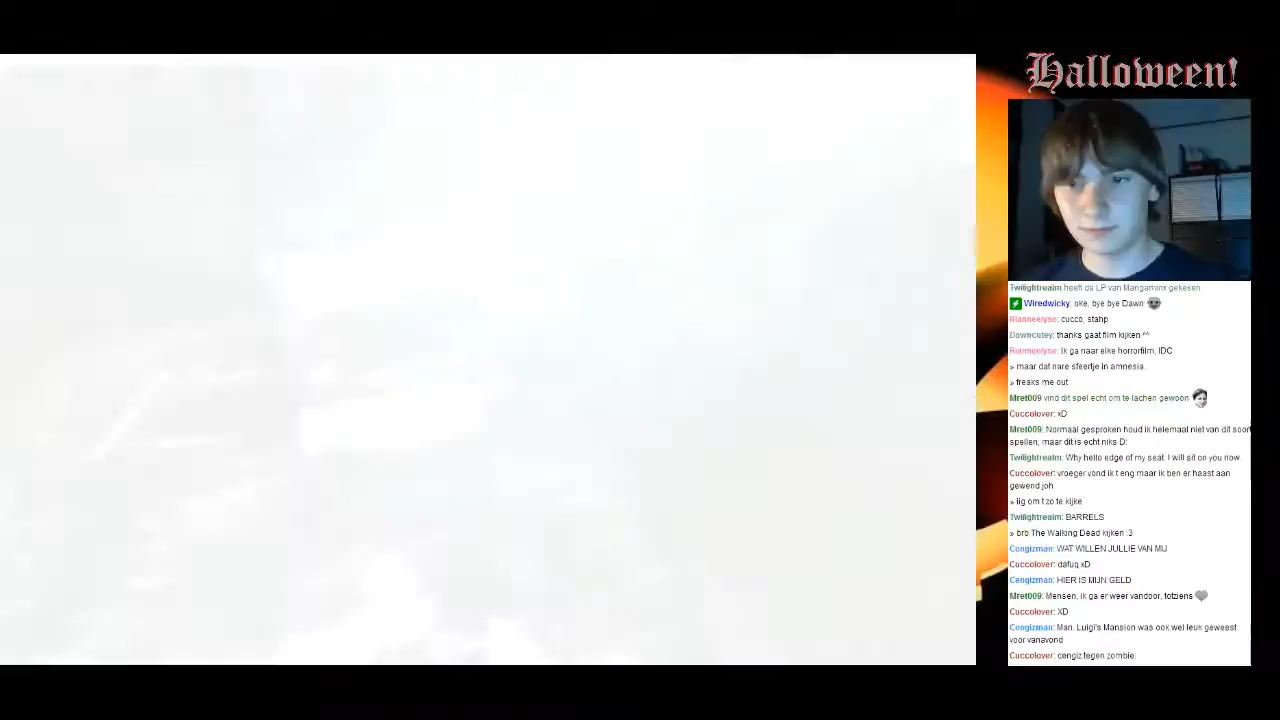 Halloween!
Twilightrealm heeft de LP van Mangaminx gekeken
Wiredwicky: oke, bye bye Dawn
Rianneelyse: cucco, stahp
Dawncutey: thanks gaat film kijken ^^
Rianneelyse: Ik ga naar elke horrorfilm, IDC
» maar dat nare sfeertje in amnesia..
» freaks me out
Mret009 vind dit spel echt om te lachen gewoon
Cuccolover: xD
Mret009: Normaal gesproken houd ik helemaal niet van dit soort
spellen, maar dit is echt niks D:
Twilightrealm: Why hello edge of my seat. I will sit on you now.
Cuccolover: vroeger vond ik t eng maar ik ben er haast aan
gewend joh
» iig om t zo te kijke
Twilightrealm: BARRELS
» brb The Walking Dead kijken :3
Cengizman: WAT WILLEN JULLIE VAN MIJ
Cuccolover: dafuq xD
Cengizman: HIER IS MIJN GELD
Mret009: Mensen, ik ga er weer vandoor, totziens
Cuccolover: XD
Cengizman: Man. Luigi's Mansion was ook wel leuk geweest
voor vanavond
Cuccolover: cengiz tegen zombie: